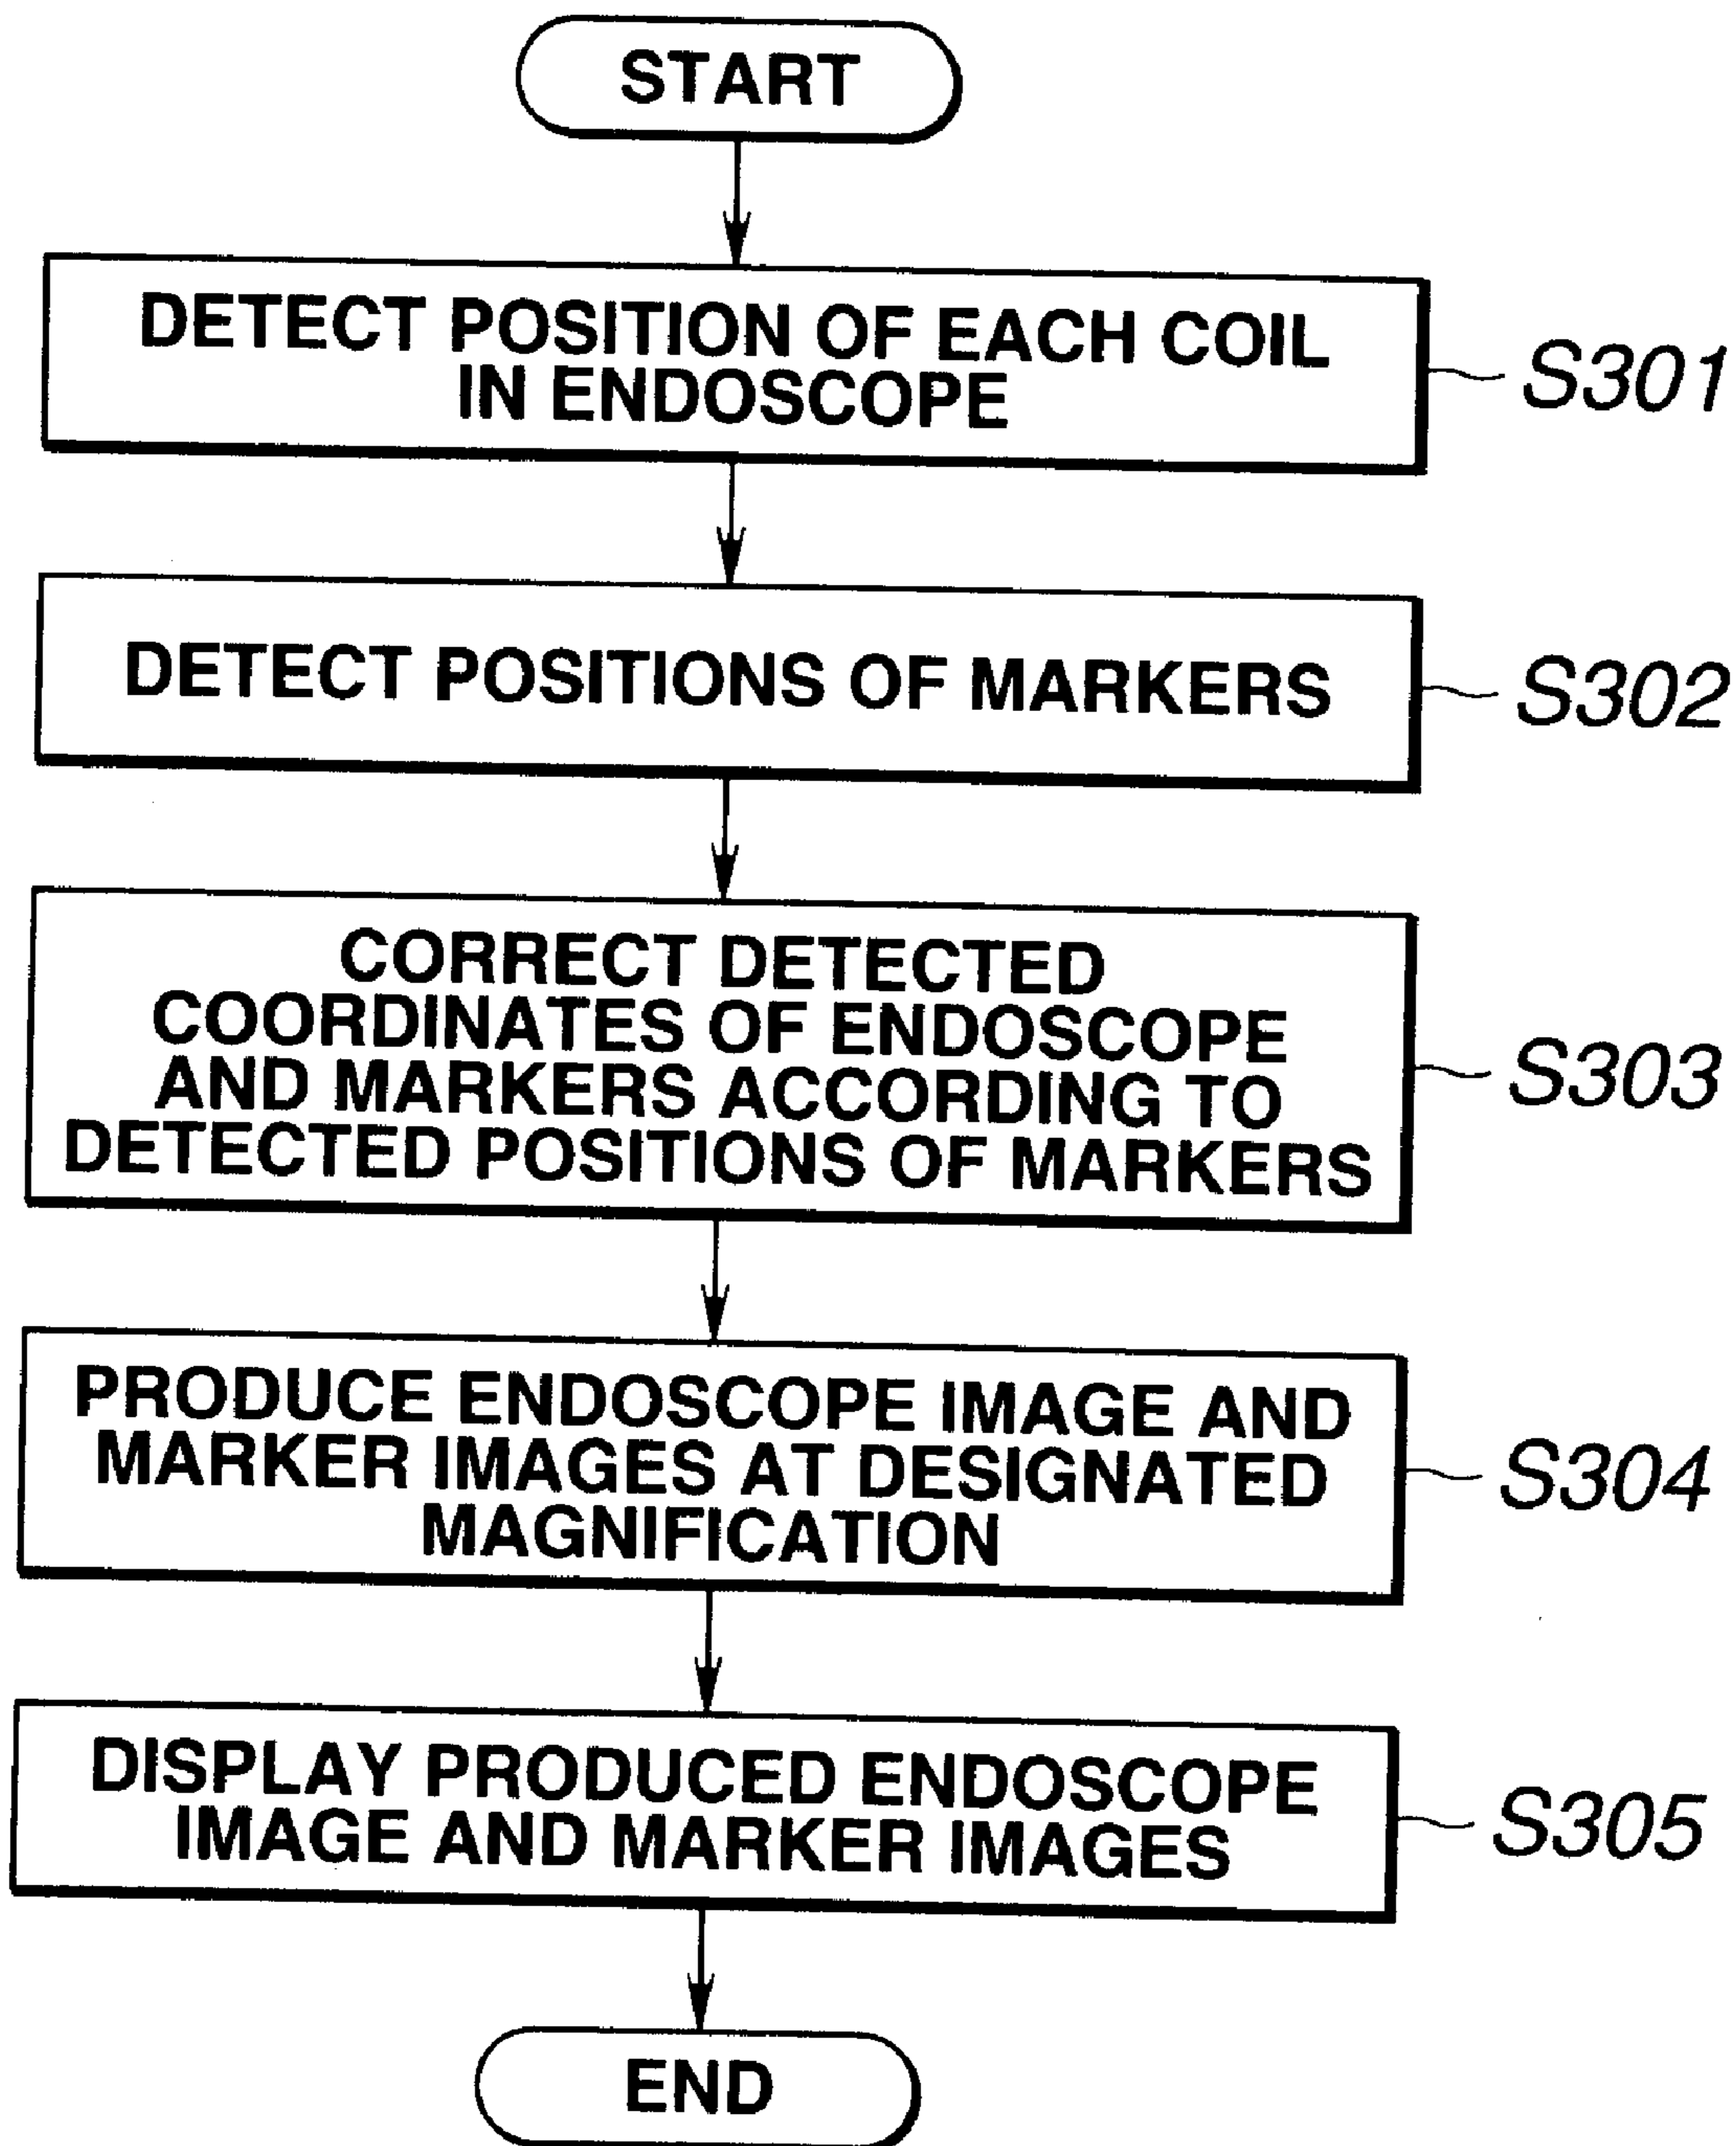 START
DETECT POSITION OF EACH COIL
IN ENDOSCOPE
S301
DETECT POSITIONS OF MARKERS
S302
CORRECT DETECTED
COORDINATES OF ENDOSCOPE
AND MARKERS ACCORDING TO
DETECTED POSITIONS OF MARKERS
S303
PRODUCE ENDOSCOPE IMAGE AND
MARKER IMAGES AT DESIGNATED
MAGNIFICATION
S304
DISPLAY PRODUCED ENDOSCOPE
IMAGE AND MARKER IMAGES
S305
END